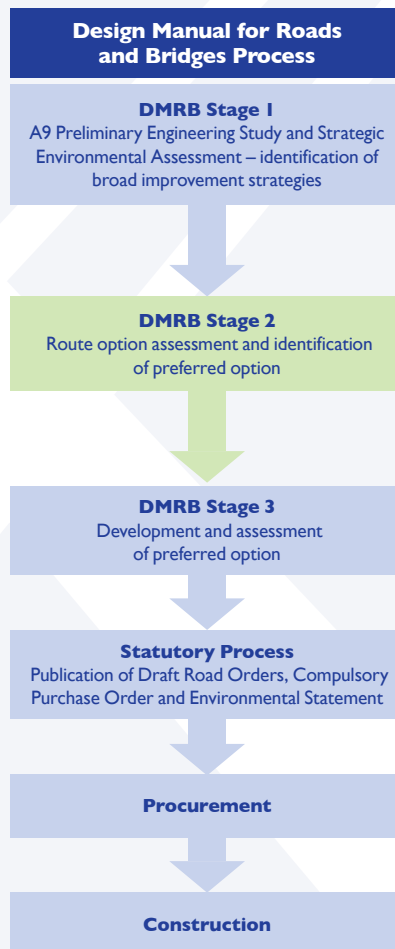 Design Manual for Roads
and Bridges Process
DMRB Stage 1
A9 Preliminary Engineering Study and Strategic
Environmental Assessment – identification of
broad improvement strategies
DMRB Stage 2
Route option assessment and identification
of preferred option
DMRB Stage 3
Development and assessment
of preferred option
Statutory Process
Publication of Draft Road Orders, Compulsory
Purchase Order and Environmental Statement
Procurement
Construction